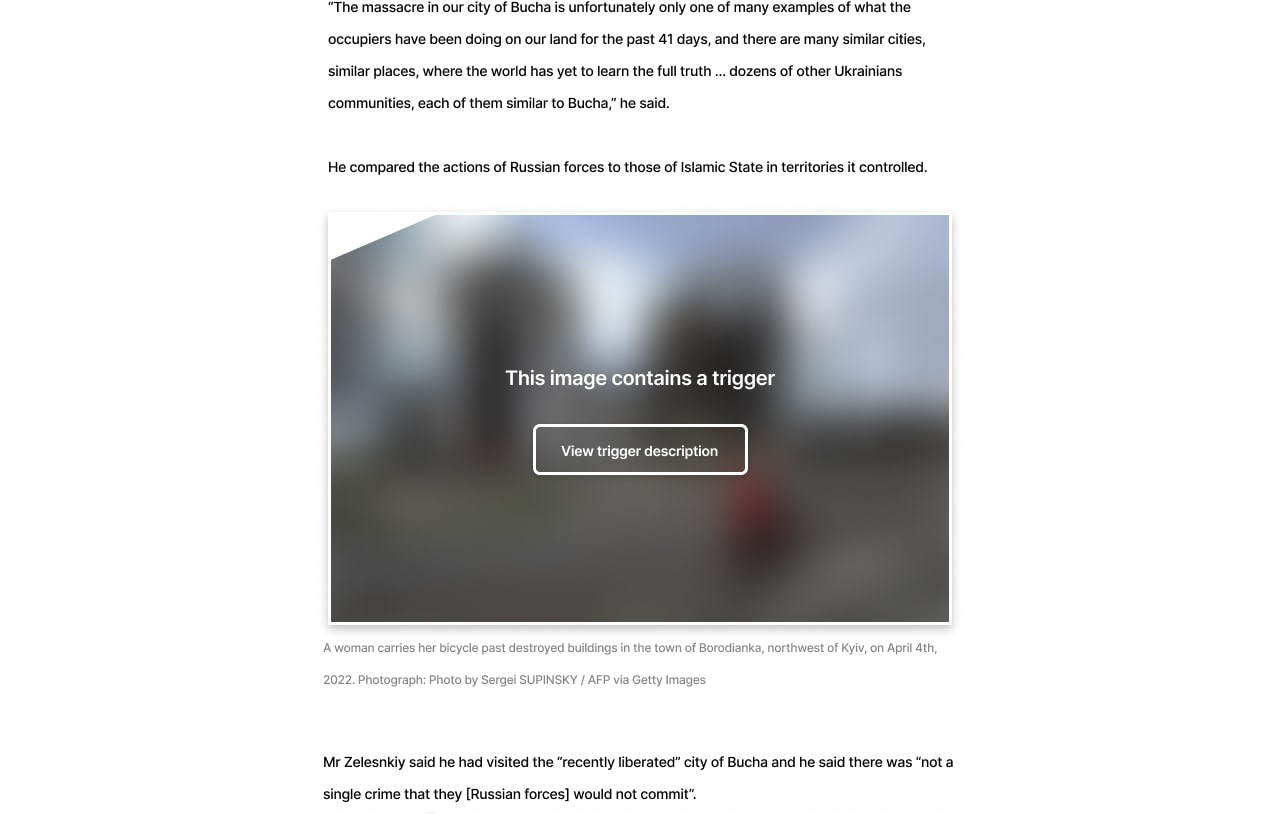 “The massacre in our city of Bucha is unfortunately only one of many examples of what the
occupiers have been doing on our land for the past 41 days, and there are many similar cities,
similar places, where the world has yet to learn the full truth ... dozens of other Ukrainians
communities, each of them similar to Bucha,” he said.
He compared the actions of Russian forces to those of Islamic State in territories it controlled.
This image contains a trigger
View trigger description
A woman carries her bicycle past destroyed buildings in the town of Borodianka, northwest of Kyiv, on April 4th,
2022. Photograph: Photo by Sergei SUPINSKY / AFP via Getty Images
Mr Zelesnkiy said he had visited the “recently liberated” city of Bucha and he said there was “not a
single crime that they [Russian forces] would not commit”.